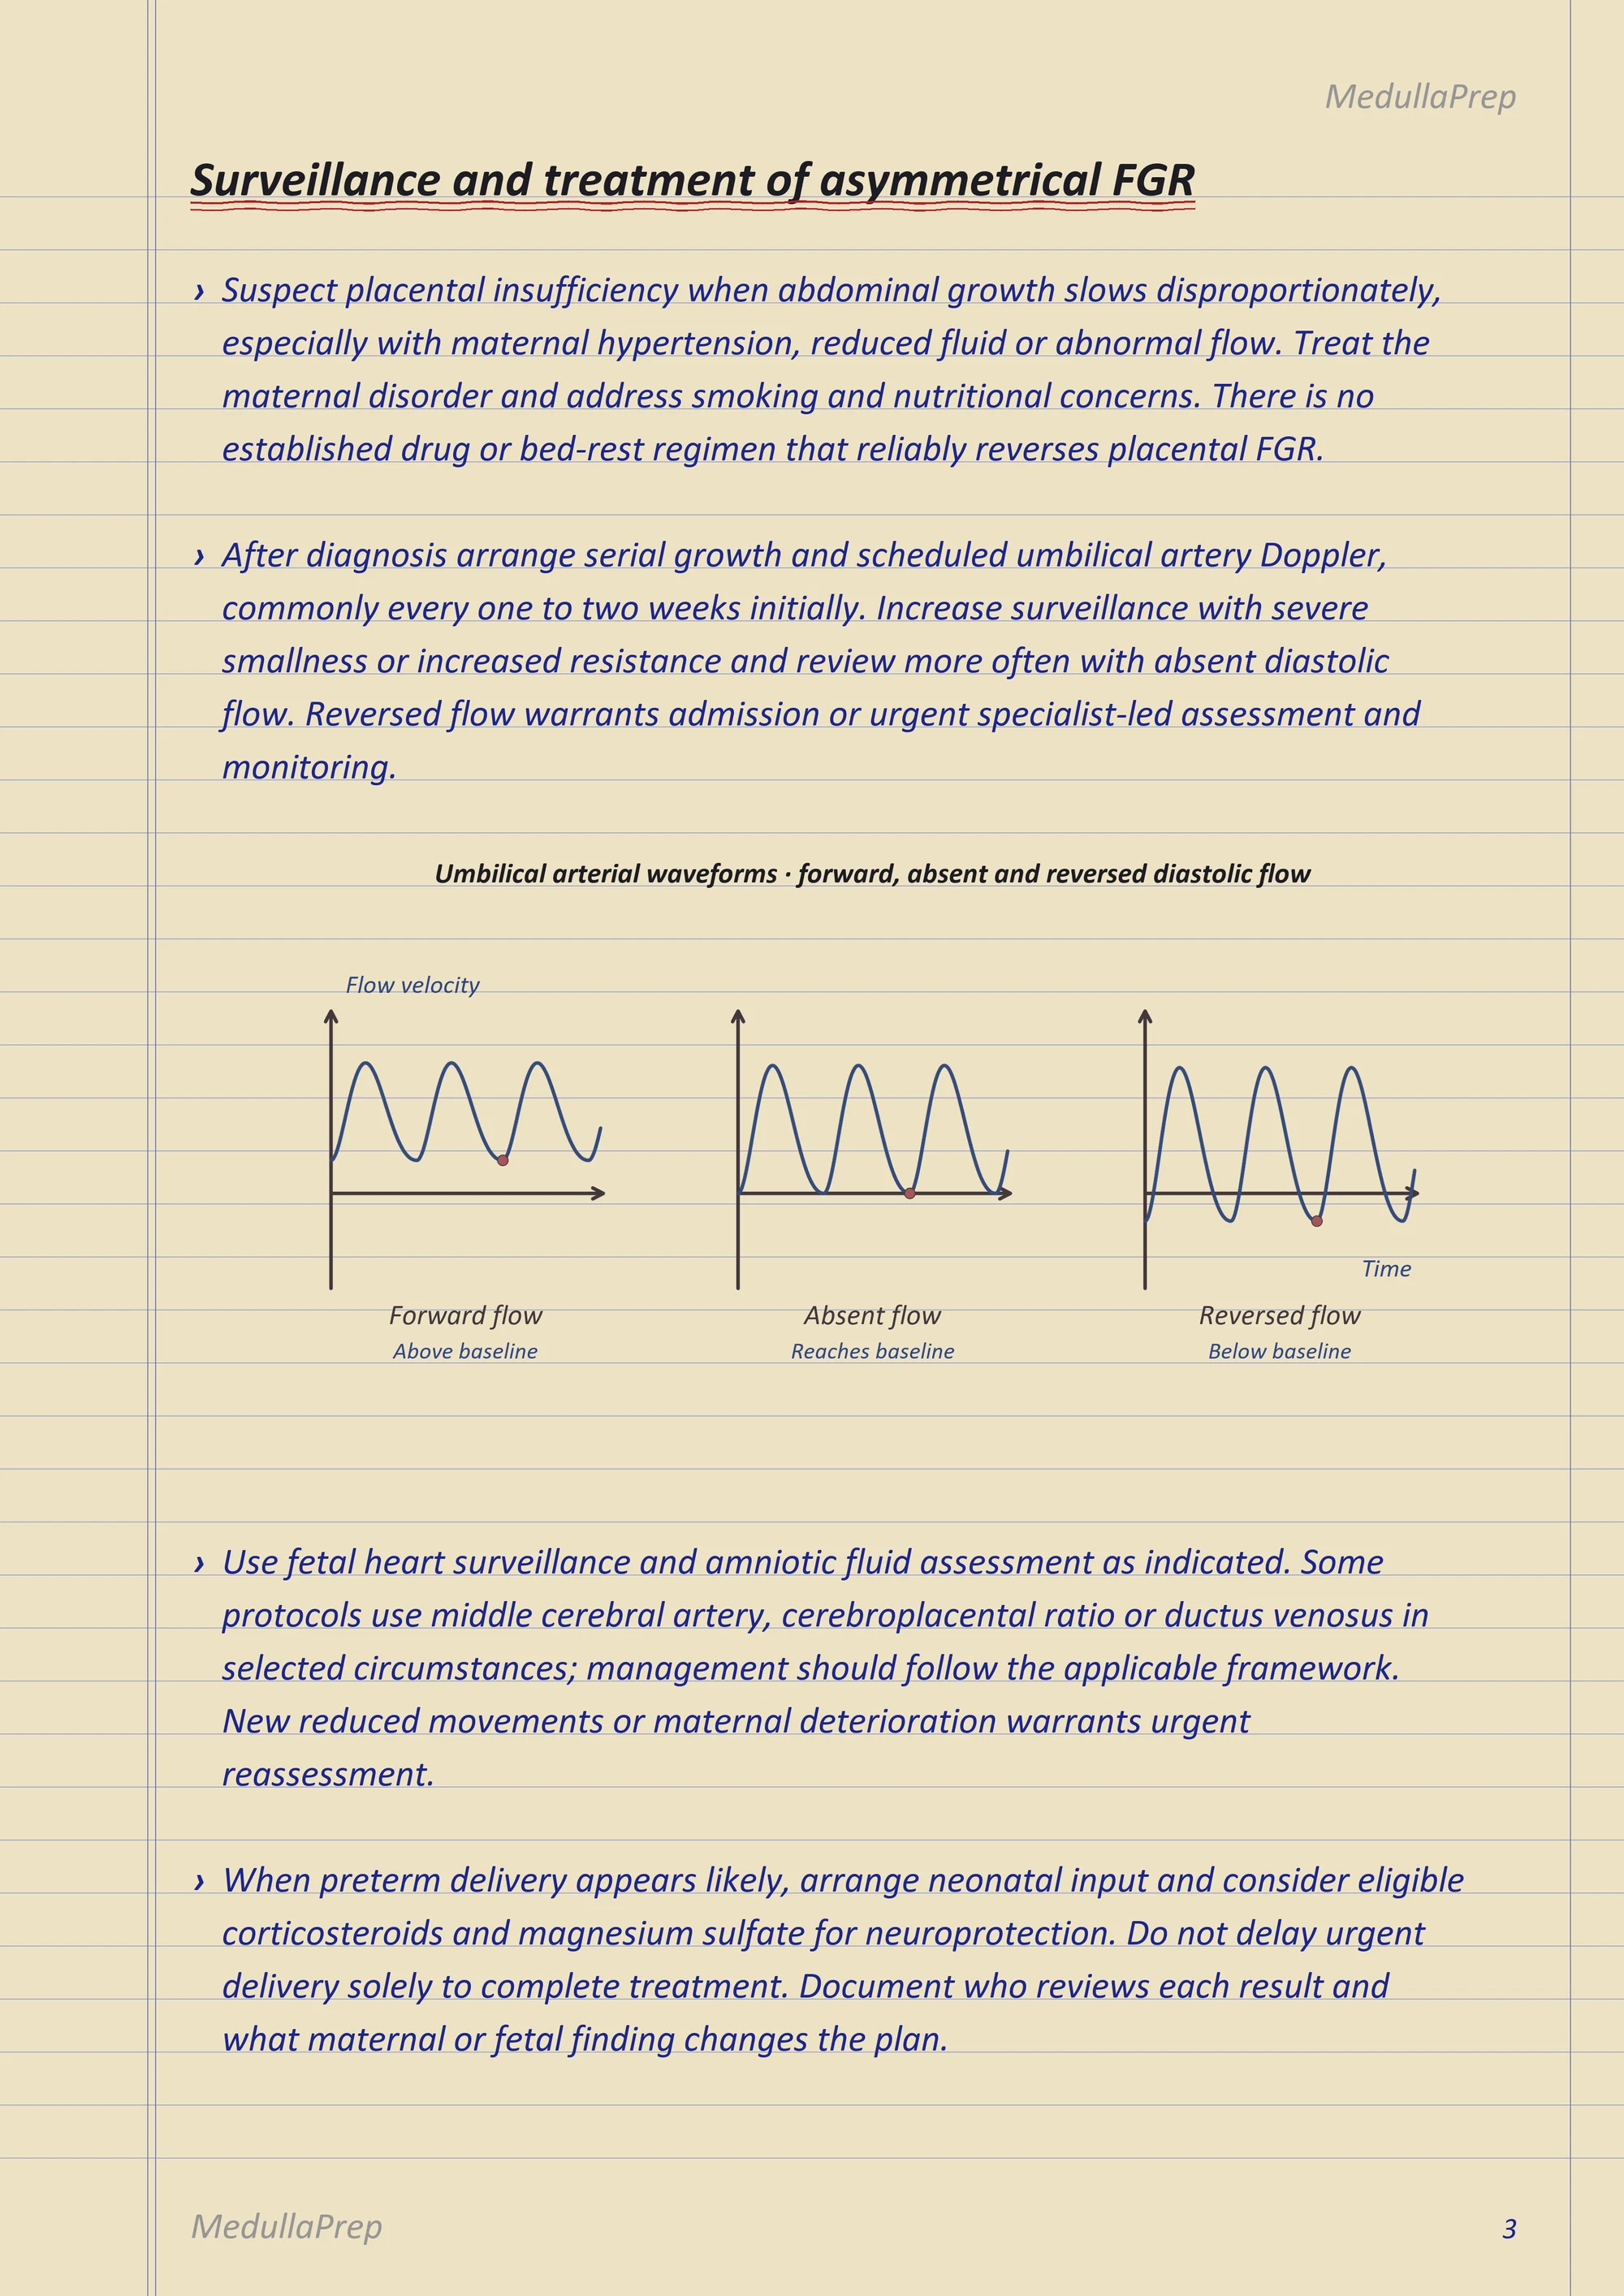 MedullaPrep
Surveillance and treatment of asymmetrical FGR
› Suspect placental insufficiency when abdominal growth slows disproportionately,
especially with maternal hypertension, reduced fluid or abnormal flow. Treat the
maternal disorder and address smoking and nutritional concerns. There is no
established drug or bed-rest regimen that reliably reverses placental FGR.
› After diagnosis arrange serial growth and scheduled umbilical artery Doppler,
commonly every one to two weeks initially. Increase surveillance with severe
smallness or increased resistance and review more often with absent diastolic
flow. Reversed flow warrants admission or urgent specialist-led assessment and
monitoring.
Umbilical arterial waveforms · forward, absent and reversed diastolic flow
Flow velocity
Time
Forward flow Absent flow Reversed flow
Above baseline Reaches baseline Below baseline
› Use fetal heart surveillance and amniotic fluid assessment as indicated. Some
protocols use middle cerebral artery, cerebroplacental ratio or ductus venosus in
selected circumstances; management should follow the applicable framework.
New reduced movements or maternal deterioration warrants urgent
reassessment.
› When preterm delivery appears likely, arrange neonatal input and consider eligible
corticosteroids and magnesium sulfate for neuroprotection. Do not delay urgent
delivery solely to complete treatment. Document who reviews each result and
what maternal or fetal finding changes the plan.
MedullaPrep 3